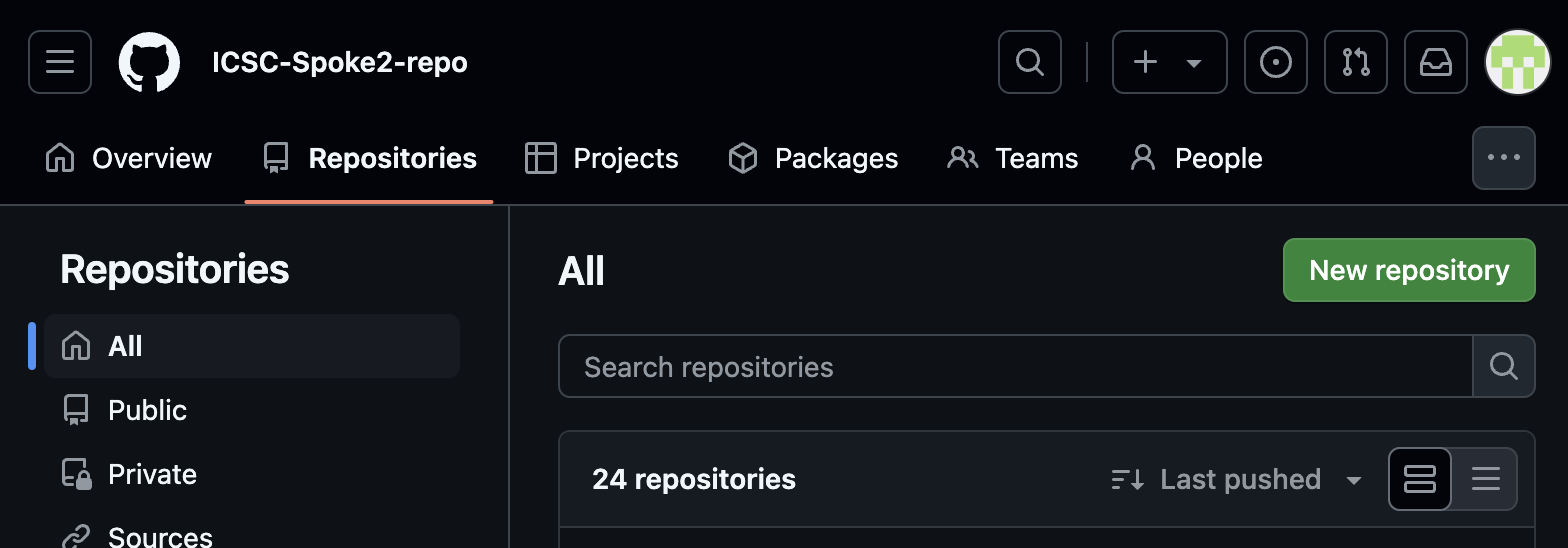 ICSC-Spoke2-repo
Overview Repositories Projects Packages Teams People
Repositories
All
Public
Private
Sources
All
New repository
Search repositories
24 repositories Last pushed